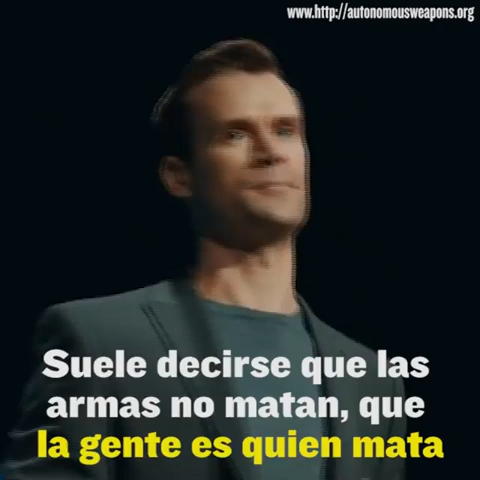 www.http://autonomousweapons.org
Suele decirse que las
armas no matan, que
la gente es quien mata